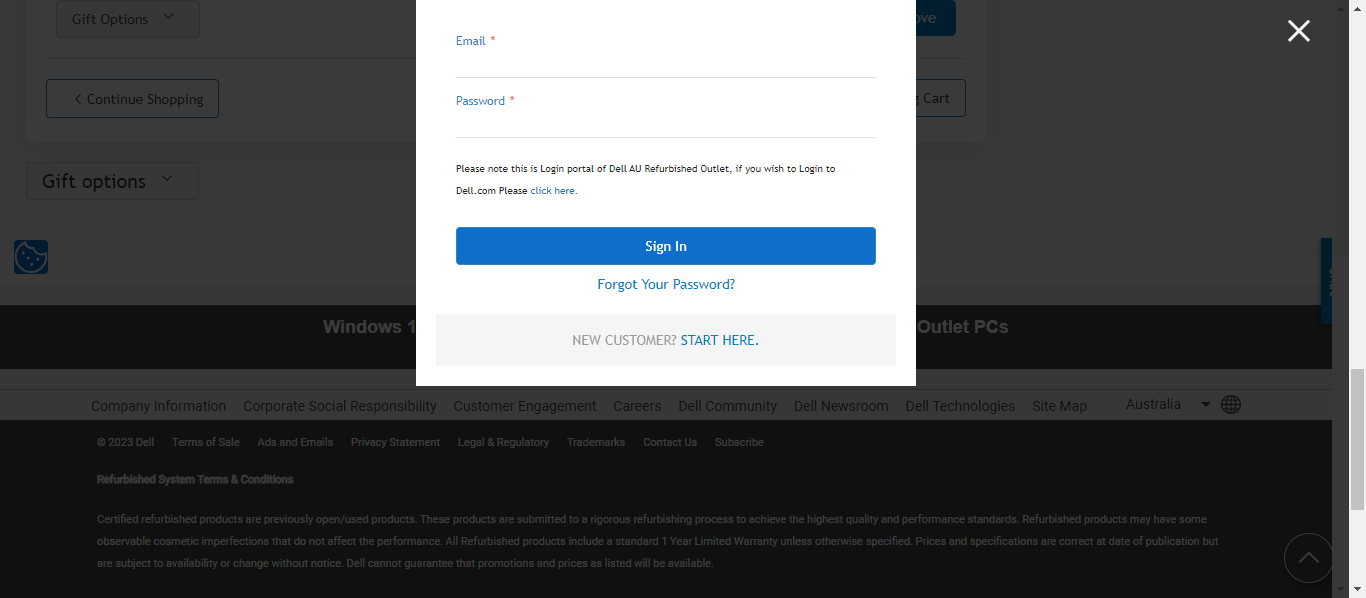 Gift Options
Email *
Continue Shopping
Cart
Password *
Gift options
Please note this is Login portal of Dell AU Refurbished Outlet, if you wish to Login to
Dell.com Please click here.
Sign In
Forgot Your Password?
Windows 1
Outlet PCs
NEW CUSTOMER? START HERE.
Company Information Corporate Social Responsibility Customer Engagement Careers Dell Community Dell Newsroom Dell Technologies Site Map Australia
© 2023 Dell Terms of Sale Ads and Emails Privacy Statement Legal & Regulatory Trademarks Contact Us Subscribe
Refurbished System Terms & Conditions
Certified refurbished products are previously open/used products. These products are submitted to a rigorous refurbishing process to achieve the highest quality and performance standards. Refurbished products may have some
observable cosmetic imperfections that do not affect the performance. All Refurbished products include a standard 1 Year Limited Warranty unless otherwise specified. Prices and specifications are correct at date of publication but
are subject to availability or change without notice. Dell cannot guarantee that promotions and prices as listed will be available.